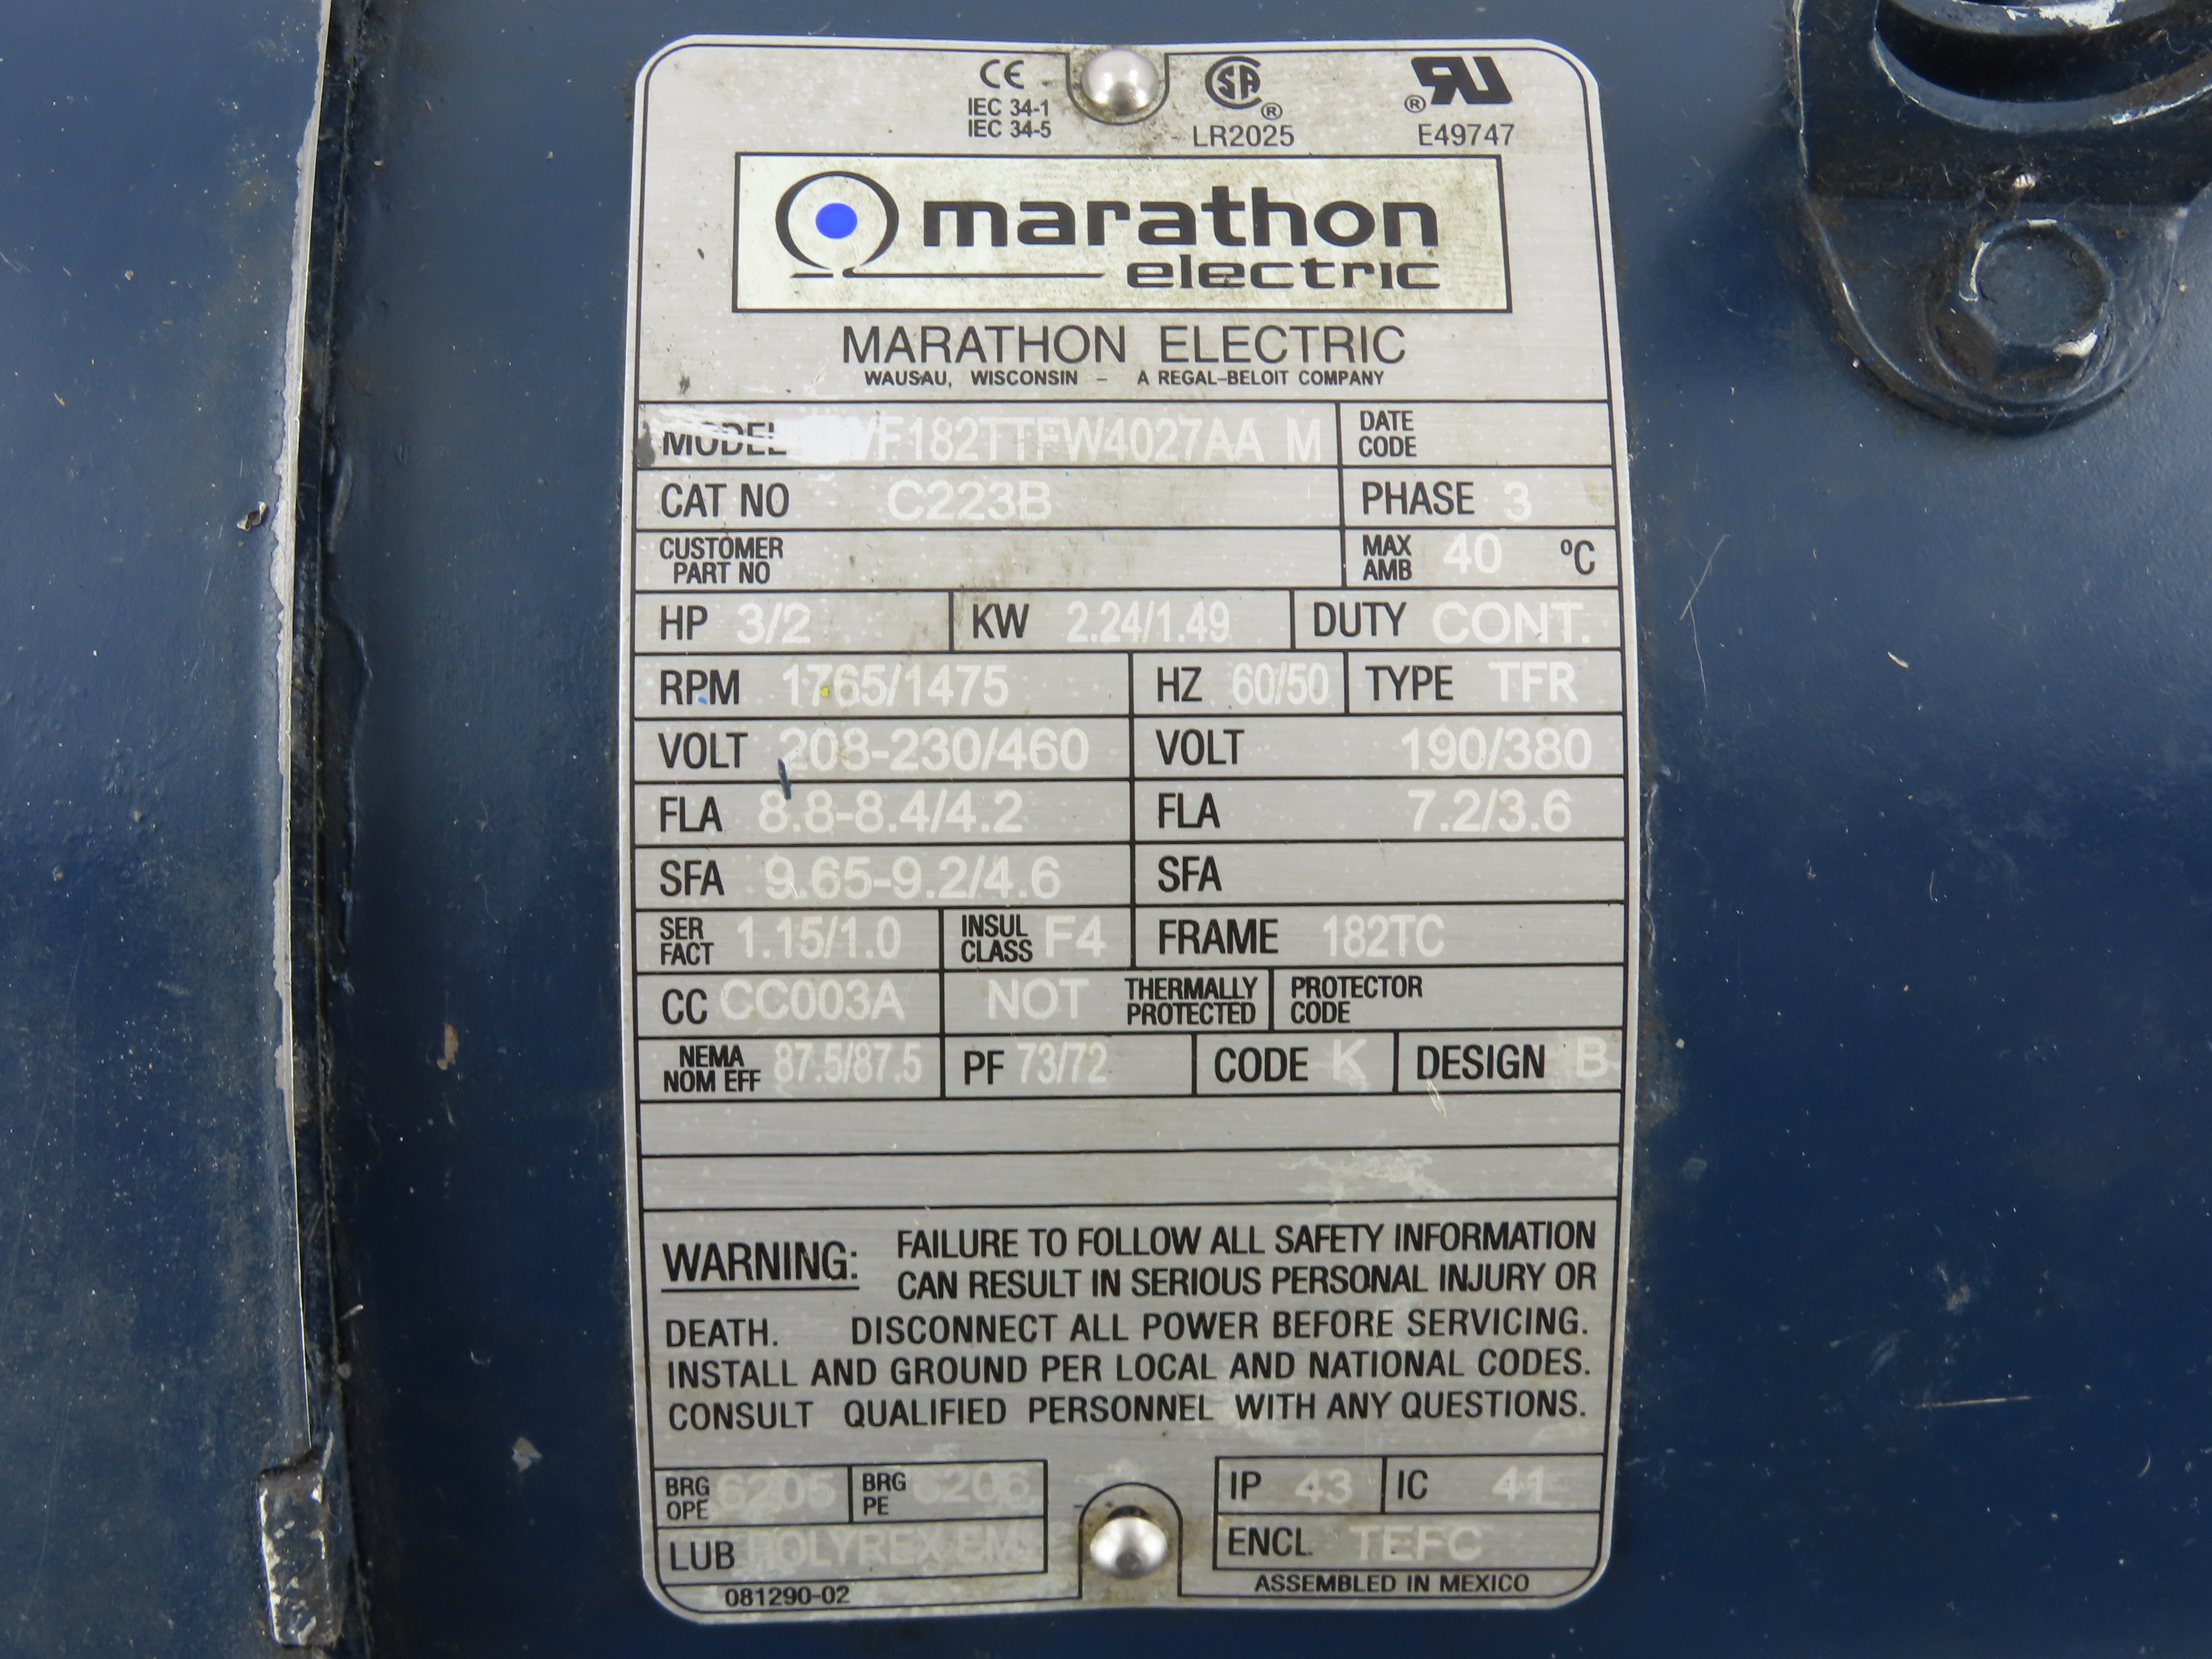 CE
IEC 34-1
IEC 34-5
SA ®
LR2025
® RU
E49747
marathon
electric
MARATHON ELECTRIC
WAUSAU, WISCONSIN – A REGAL-BELOIT COMPANY
MODEL VF182TTFW4027AA M
DATE CODE
CAT NO C223B
PHASE 3
CUSTOMER PART NO
MAX AMB 40 °C
HP 3/2 KW 2.24/1.49 DUTY CONT.
RPM 1765/1475 HZ 60/50 TYPE TFR
VOLT 208-230/460 VOLT 190/380
FLA 8.8-8.4/4.2 FLA 7.2/3.6
SFA 9.65-9.2/4.6 SFA
SER FACT 1.15/1.0 INSUL CLASS F4 FRAME 182TC
CC CC003A NOT THERMALLY PROTECTED PROTECTOR CODE
NEMA NOM EFF 87.5/87.5 PF 73/72 CODE K DESIGN B
WARNING: FAILURE TO FOLLOW ALL SAFETY INFORMATION
CAN RESULT IN SERIOUS PERSONAL INJURY OR
DEATH. DISCONNECT ALL POWER BEFORE SERVICING.
INSTALL AND GROUND PER LOCAL AND NATIONAL CODES.
CONSULT QUALIFIED PERSONNEL WITH ANY QUESTIONS.
BRG OPE 6205 BRG PE 6206
IP 43 IC 41
LUB POLYREX EM
ENCL TEFC
081290-02
ASSEMBLED IN MEXICO